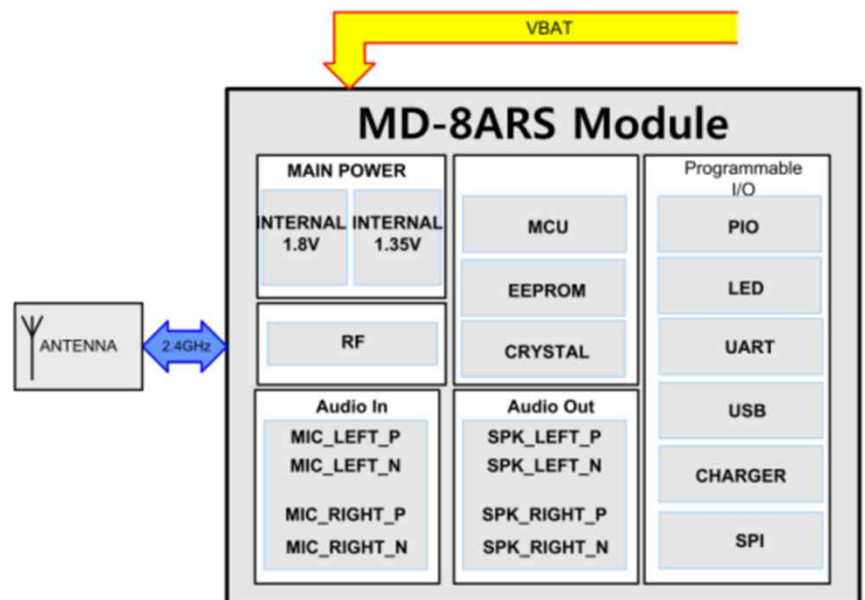 VBAT
MD-8ARS Module
MAIN POWER
INTERNAL
1.8V
INTERNAL
1.35V
MCU
EEPROM
CRYSTAL
Programmable
I/O
PIO
LED
UART
USB
CHARGER
SPI
ANTENNA
2.4GHz
RF
Audio In
MIC_LEFT_P
MIC_LEFT_N
MIC_RIGHT_P
MIC_RIGHT_N
Audio Out
SPK_LEFT_P
SPK_LEFT_N
SPK_RIGHT_P
SPK_RIGHT_N